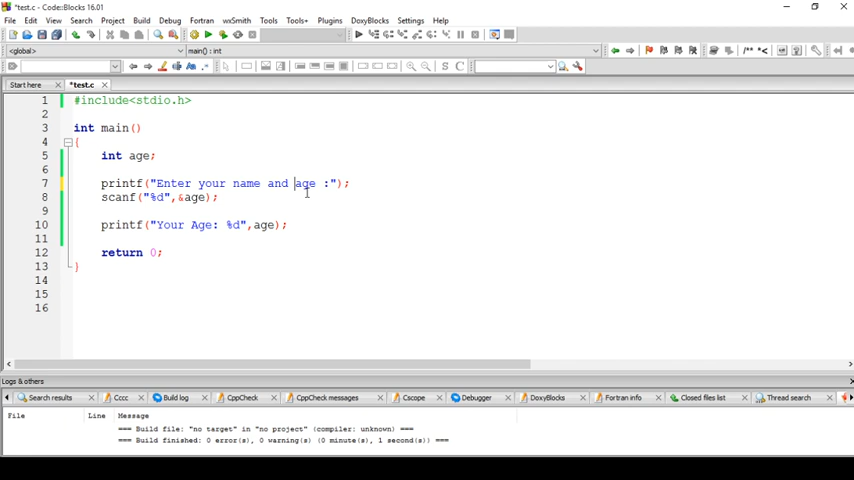 *test.c - Code::Blocks 16.01
File Edit View Search Project Build Debug Fortran wxSmith Tools Tools+ Plugins DoxyBlocks Settings Help
<global> main() : int
/** *<
S C
Start here *test.c
1 #include<stdio.h>
2
3 int main()
4 {
5 int age;
6
7 printf("Enter your name and age :");
8 scanf("%d",&age);
9
10 printf("Your Age: %d",age);
11
12 return 0;
13 }
14
15
16
Logs & others
Search results Cccc Build log CppCheck CppCheck messages Cscope Debugger DoxyBlocks Fortran info Closed files list Thread search
File Line Message
=== Build file: "no target" in "no project" (compiler: unknown) ===
=== Build finished: 0 error(s), 0 warning(s) (0 minute(s), 1 second(s)) ===